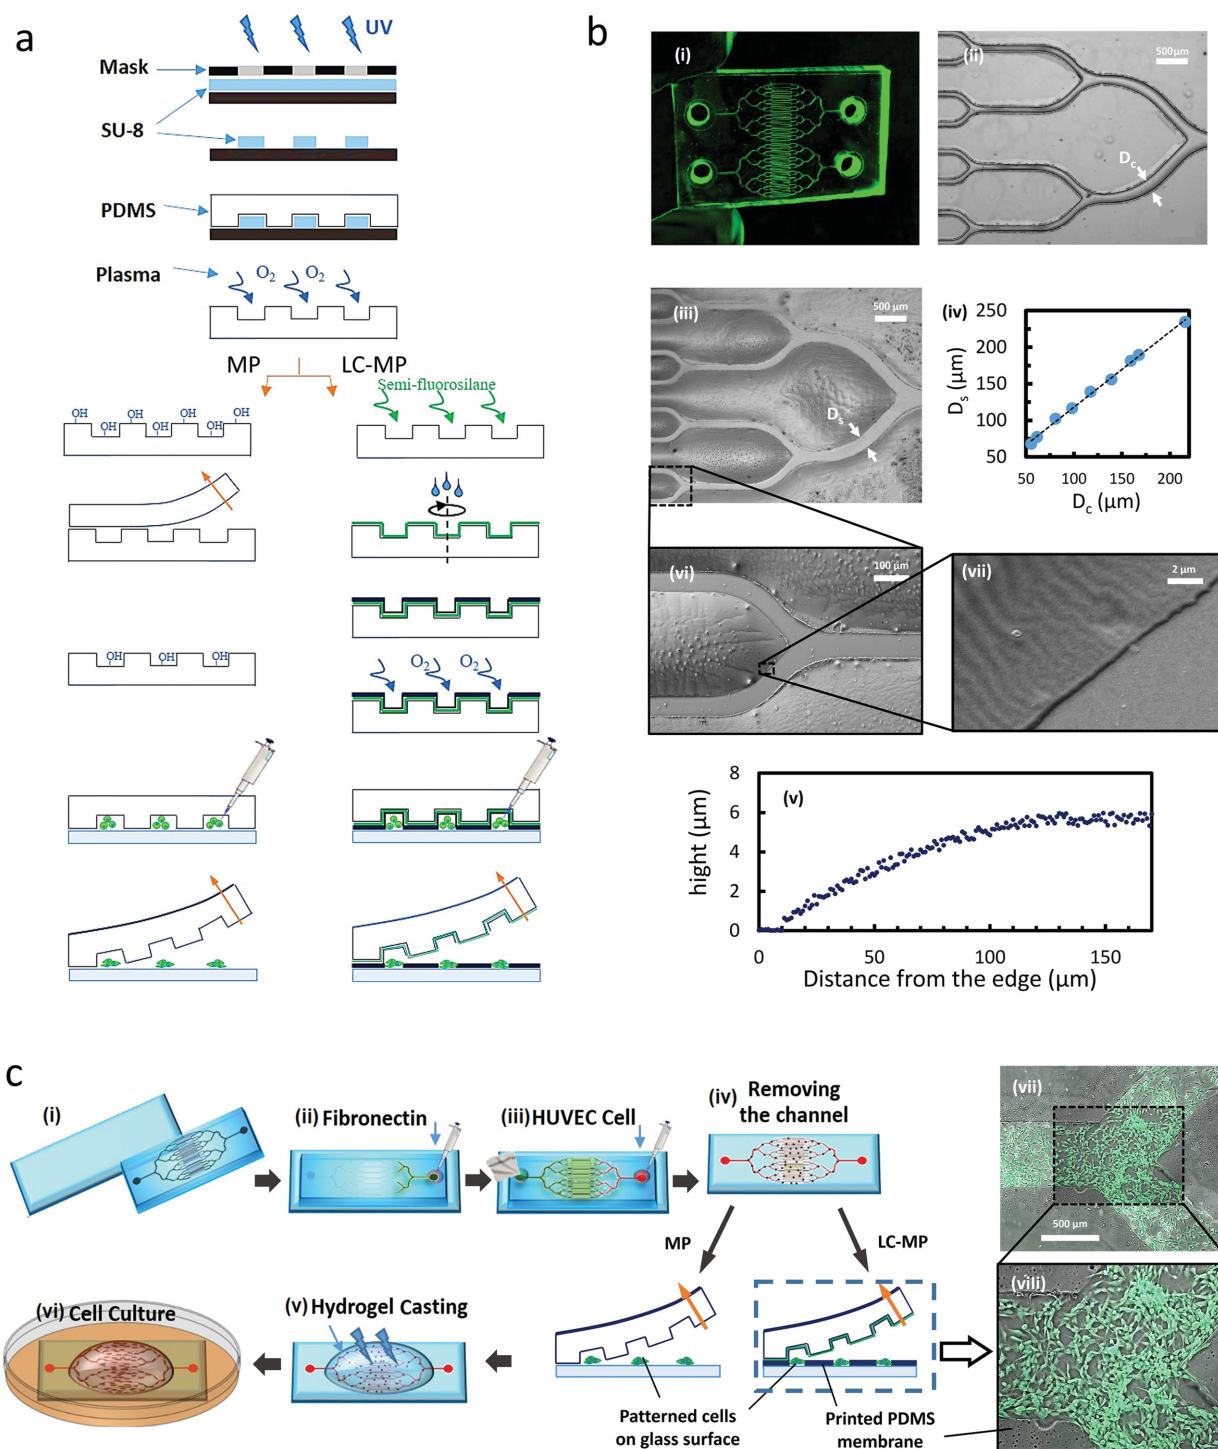 a
UV
Mask
SU-8
PDMS
Plasma
O2
O2
MP
LC-MP
Semi-fluorosilane
OH
OH
OH
OH
OH
OH
OH
O2
O2
OH
OH
OH
b
(i)
(ii)
500µm
Dc
(iii)
500 µm
Ds
(iv)
250
200
150
100
50
Ds (µm)
50
100
150
200
Dc (µm)
(vi)
100 µm
(vii)
2 µm
(v)
8
6
4
2
0
hight (µm)
0
50
100
150
Distance from the edge (µm)
c
(i)
(ii) Fibronectin
(iii) HUVEC Cell
(iv) Removing
the channel
MP
LC-MP
(v) Hydrogel Casting
(vi) Cell Culture
Patterned cells
on glass surface
Printed PDMS
membrane
(vii)
500 µm
(viii)